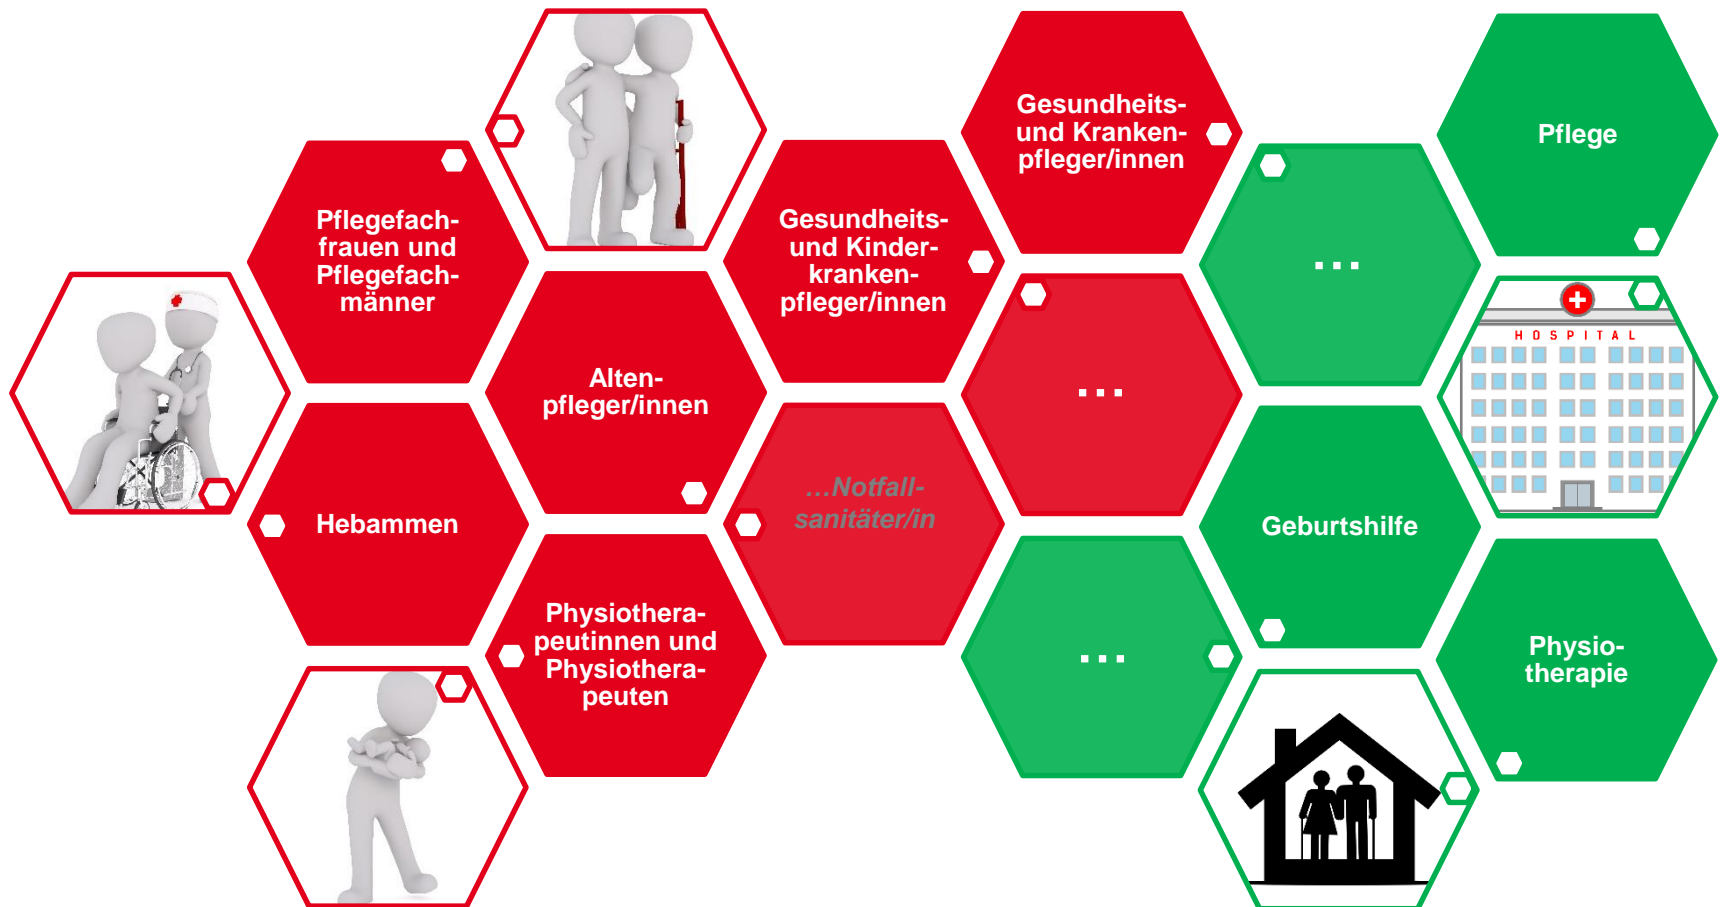 Pflegefach-
frauen und
Pflegefach-
männer
Hebammen
Alten-
pfleger/innen
Physiothera-
peutinnen und
Physiothera-
peuten
Gesundheits-
und Kinder-
kranken-
pfleger/innen
...Notfall-
sanitäter/in
Gesundheits-
und Kranken-
pfleger/innen
...
...
...
Geburtshilfe
Pflege
HOSPITAL
Physio-
therapie